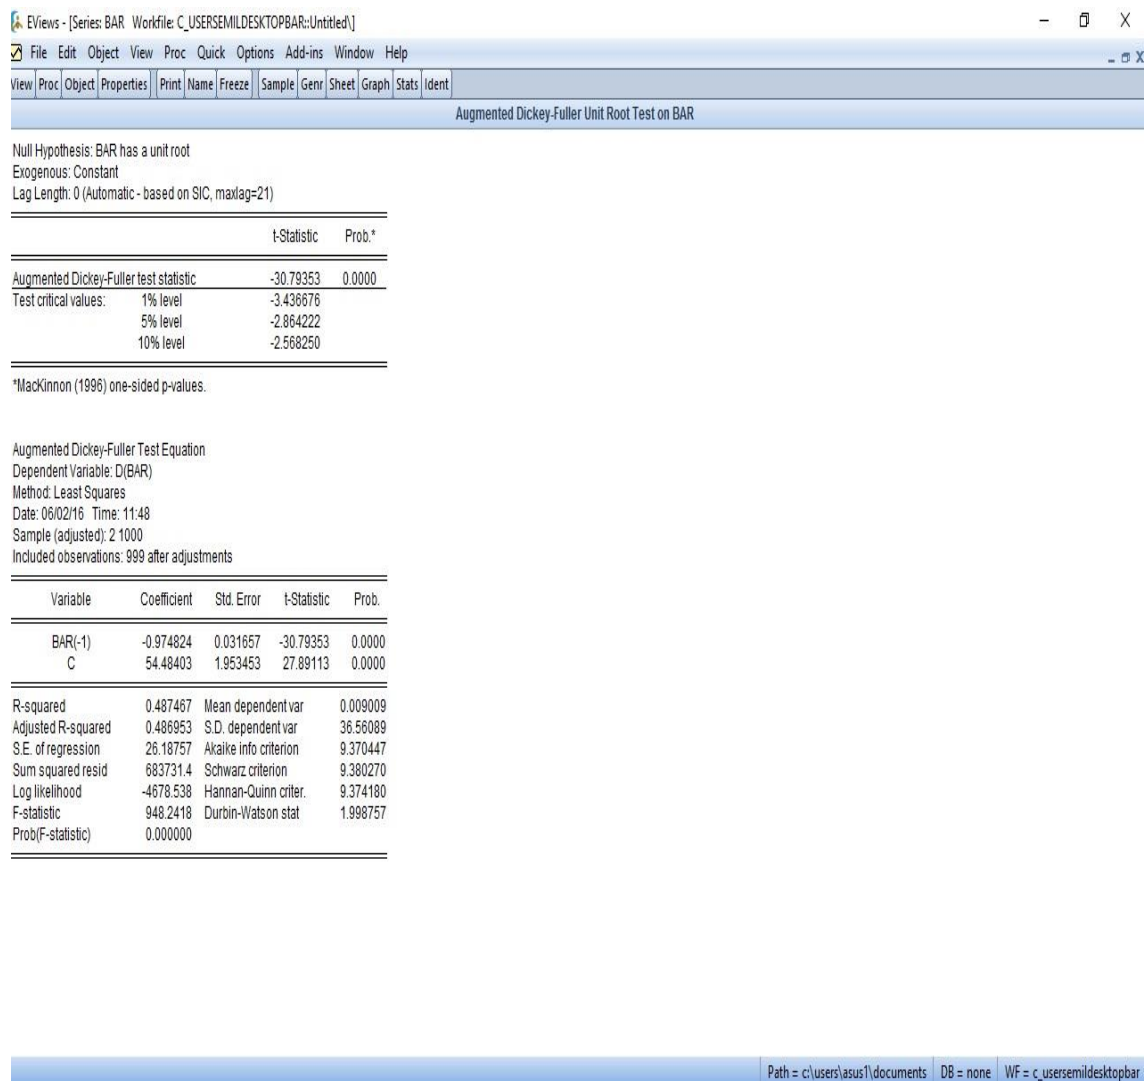 EViews - [Series: BAR Workfile: C_USERSEMILDESKTOPBAR::Untitled\]
File Edit Object View Proc Quick Options Add-ins Window Help
View Proc Object Properties Print Name Freeze Sample Genr Sheet Graph Stats Ident
Augmented Dickey-Fuller Unit Root Test on BAR
Null Hypothesis: BAR has a unit root
Exogenous: Constant
Lag Length: 0 (Automatic - based on SIC, maxlag=21)
t-Statistic Prob.*
Augmented Dickey-Fuller test statistic -30.79353 0.0000
Test critical values: 1% level -3.436676
5% level -2.864222
10% level -2.568250
*MacKinnon (1996) one-sided p-values.
Augmented Dickey-Fuller Test Equation
Dependent Variable: D(BAR)
Method: Least Squares
Date: 06/02/16 Time: 11:48
Sample (adjusted): 2 1000
Included observations: 999 after adjustments
Variable Coefficient Std. Error t-Statistic Prob.
BAR(-1) -0.974824 0.031657 -30.79353 0.0000
C 54.48403 1.953453 27.89113 0.0000
R-squared 0.487467 Mean dependent var 0.009009
Adjusted R-squared 0.486953 S.D. dependent var 36.56089
S.E. of regression 26.18757 Akaike info criterion 9.370447
Sum squared resid 683731.4 Schwarz criterion 9.380270
Log likelihood -4678.538 Hannan-Quinn criter. 9.374180
F-statistic 948.2418 Durbin-Watson stat 1.998757
Prob(F-statistic) 0.000000
Path = c:\users\asus1\documents DB = none WF = c_usersemildesktopbar